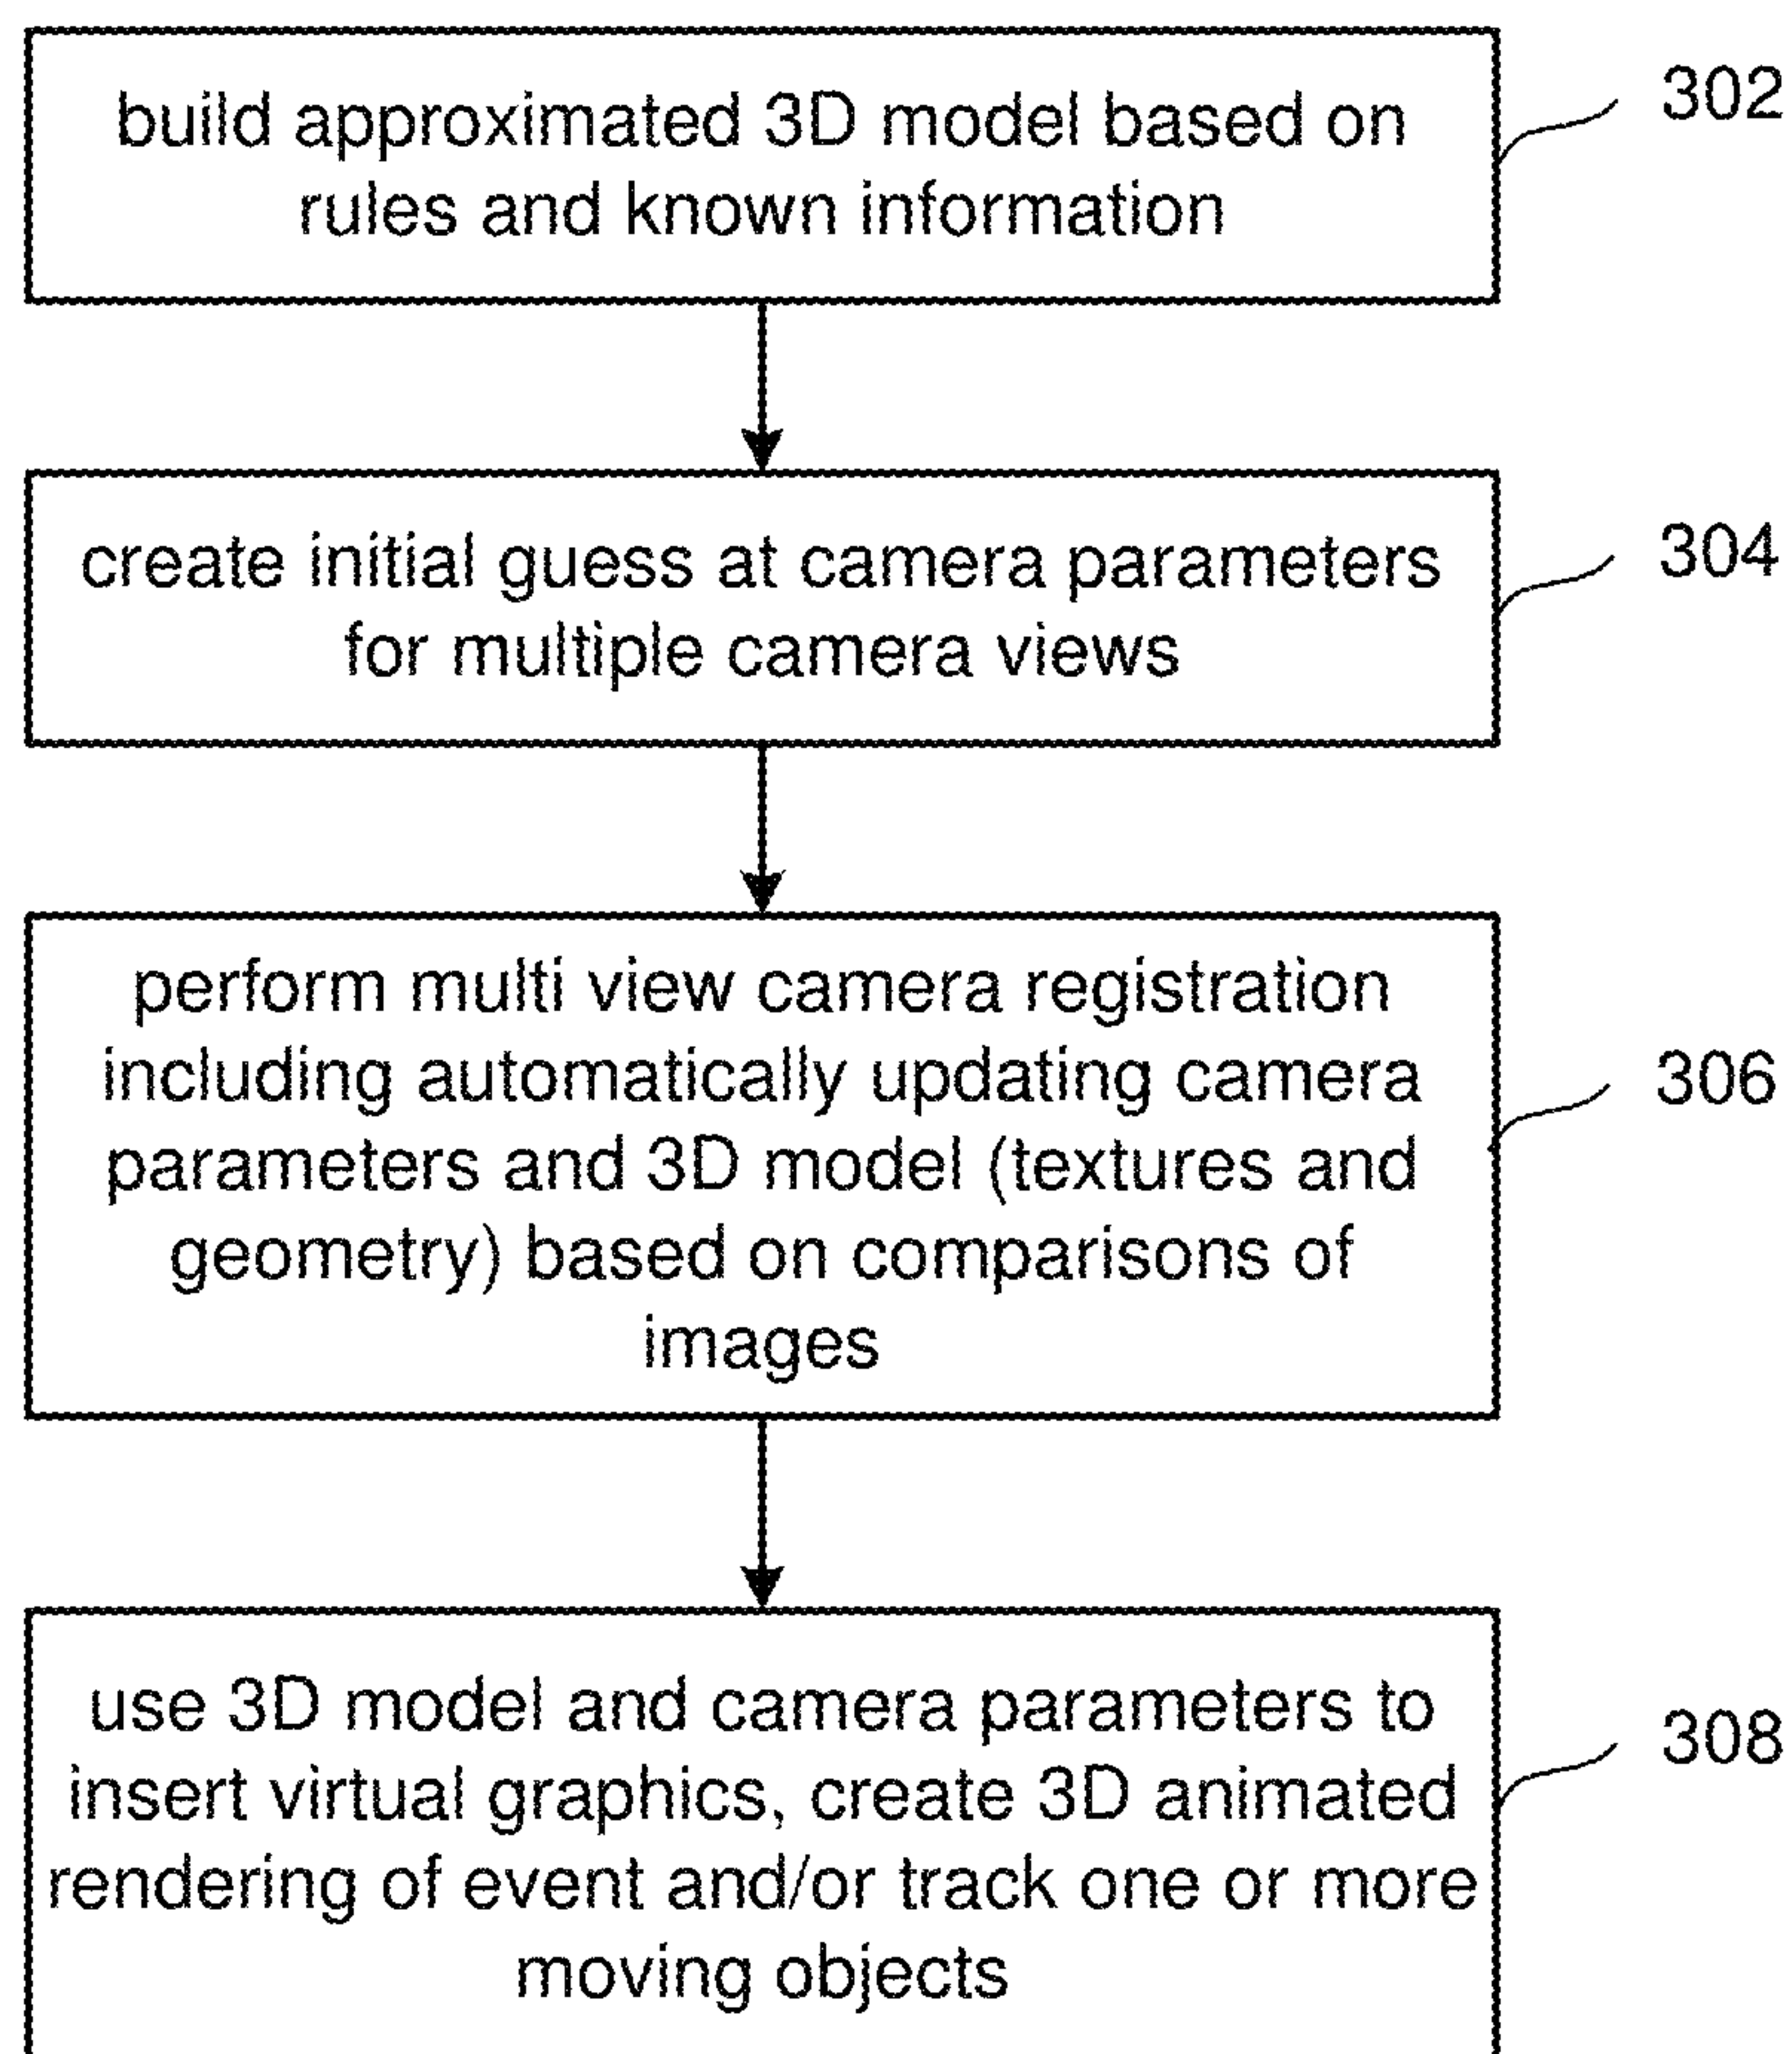 build approximated 3D model based on
rules and known information
302
create initial guess at camera parameters
for multiple camera views
304
perform multi view camera registration
including automatically updating camera
parameters and 3D model (textures and
geometry) based on comparisons of
images
306
use 3D model and camera parameters to
insert virtual graphics, create 3D animated
rendering of event and/or track one or more
moving objects
308